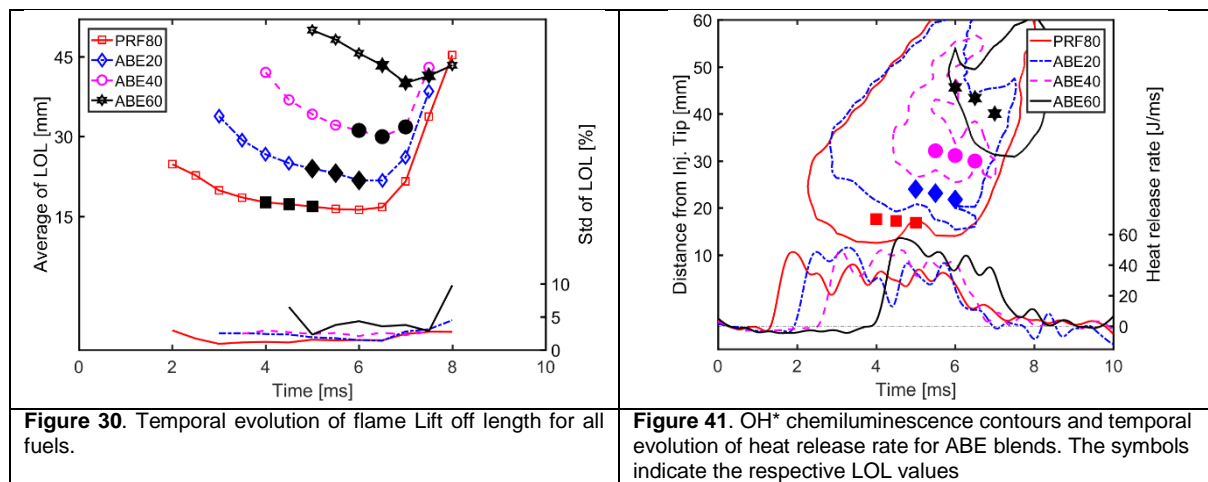 45
30
15
Average of LOL [mm]
PRF80
ABE20
ABE40
ABE60
10
5
0
Std of LOL [%]
0 2 4 6 8 10
Time [ms]
Figure 30. Temporal evolution of flame Lift off length for all
fuels.
60
50
40
30
20
10
Distance from Inj. Tip [mm]
PRF80
ABE20
ABE40
ABE60
60
40
20
0
Heat release rate [J/ms]
0 2 4 6 8 10
Time [ms]
Figure 41. OH* chemiluminescence contours and temporal
evolution of heat release rate for ABE blends. The symbols
indicate the respective LOL values